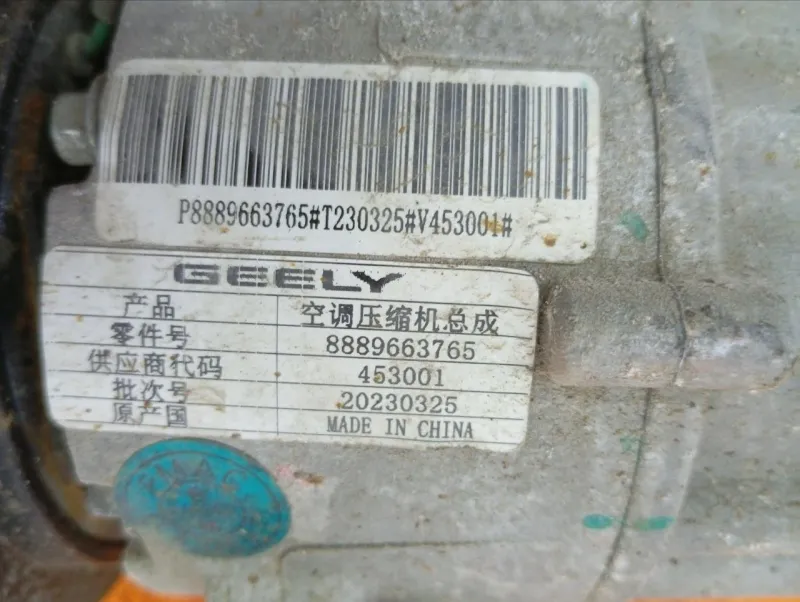 P8889663765#T230325#V453001#
GEELY
产品 空调压缩机总成
零件号 8889663765
供应商代码 453001
批次号 20230325
原产国 MADE IN CHINA